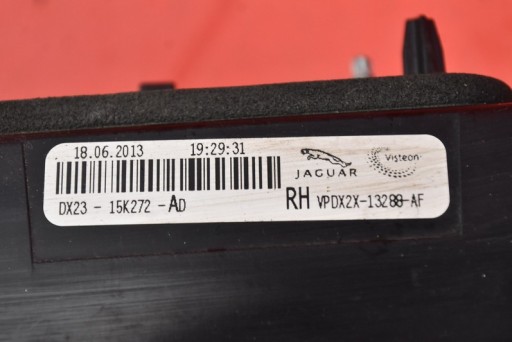 18.06.2013 19:29:31
JAGUAR
Visteon
DX23 - 15K272 - AD
RH VPDX2X-13288-AF